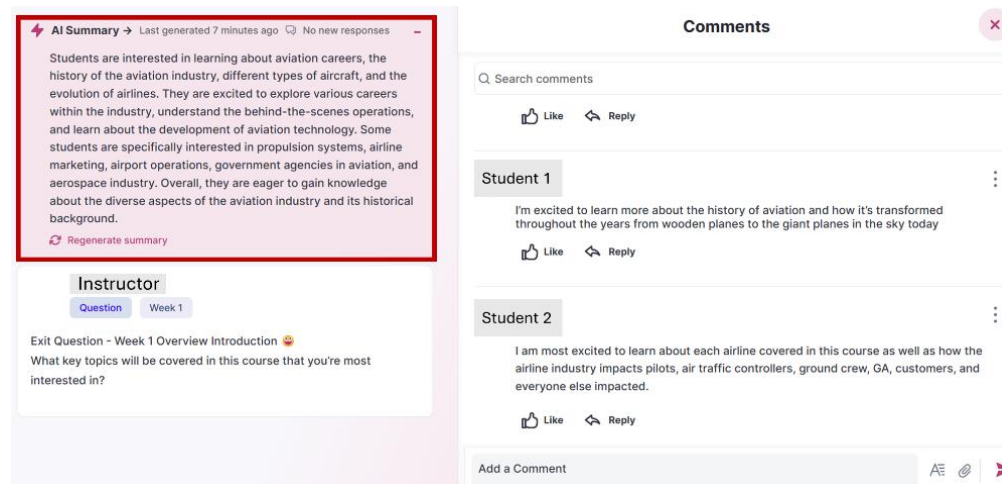 AI Summary → Last generated 7 minutes ago No new responses –
Students are interested in learning about aviation careers, the
history of the aviation industry, different types of aircraft, and the
evolution of airlines. They are excited to explore various careers
within the industry, understand the behind-the-scenes operations,
and learn about the development of aviation technology. Some
students are specifically interested in propulsion systems, airline
marketing, airport operations, government agencies in aviation, and
aerospace industry. Overall, they are eager to gain knowledge
about the diverse aspects of the aviation industry and its historical
background.
Regenerate summary
Instructor
Question Week 1
Exit Question - Week 1 Overview Introduction 😀
What key topics will be covered in this course that you're most
interested in?
Comments
Search comments
Like Reply
Student 1
I'm excited to learn more about the history of aviation and how it's transformed
throughout the years from wooden planes to the giant planes in the sky today
Like Reply
Student 2
I am most excited to learn about each airline covered in this course as well as how the
airline industry impacts pilots, air traffic controllers, ground crew, GA, customers, and
everyone else impacted.
Like Reply
Add a Comment